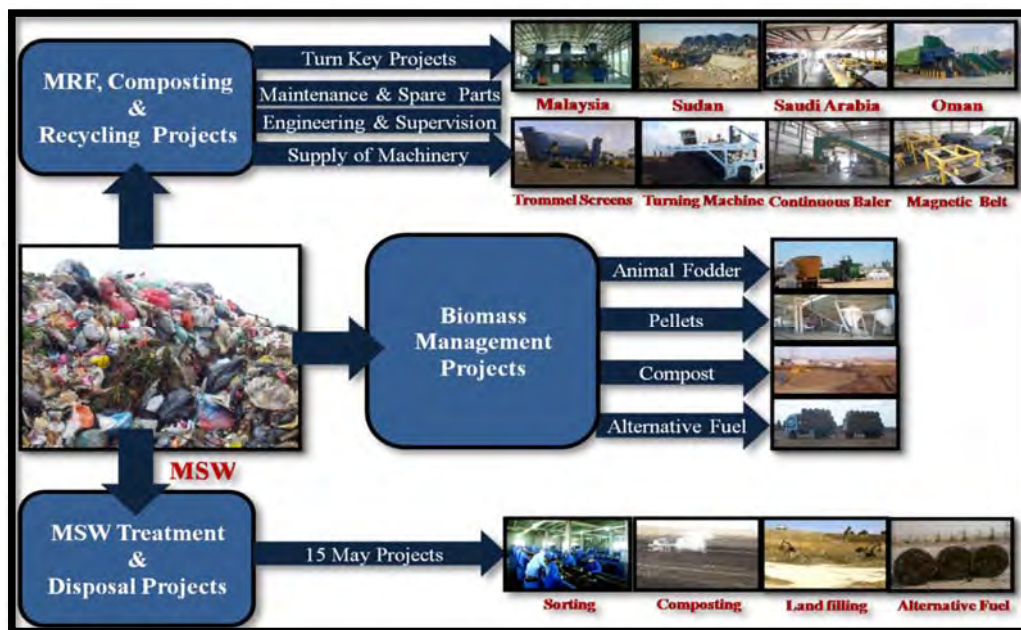 MRF, Composting
&
Recycling Projects
Turn Key Projects
Maintenance & Spare Parts
Engineering & Supervision
Supply of Machinery
Malaysia
Sudan
Saudi Arabia
Oman
Trommel Screens
Turning Machine
Continuous Baler
Magnetic Belt
MSW
Biomass
Management
Projects
Animal Fodder
Pellets
Compost
Alternative Fuel
MSW Treatment
&
Disposal Projects
15 May Projects
Sorting
Composting
Land filling
Alternative Fuel